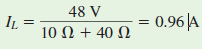 I_L = 48 V / (10 Ω + 40 Ω) = 0.96 A